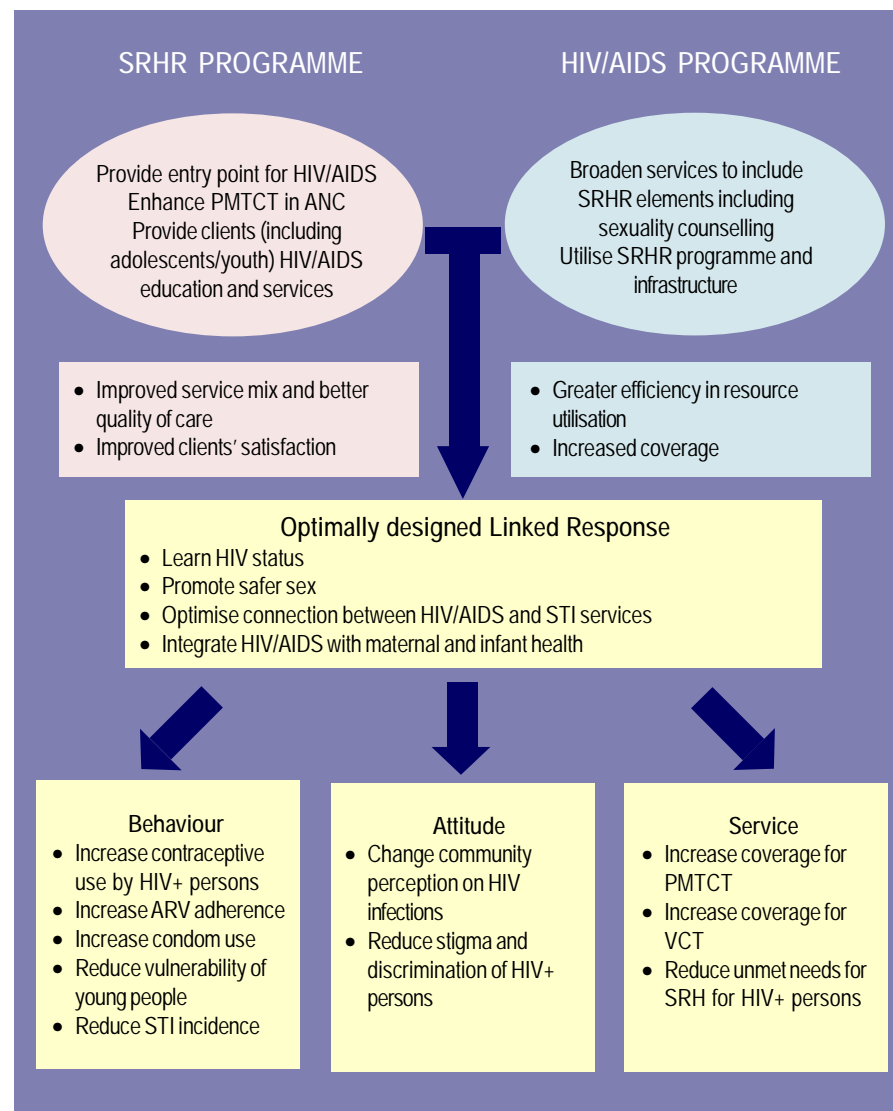 SRHR PROGRAMME
HIV/AIDS PROGRAMME
Provide entry point for HIV/AIDS
Enhance PMTCT in ANC
Provide clients (including
adolescents/youth) HIV/AIDS
education and services
Broaden services to include
SRHR elements including
sexuality counselling
Utilise SRHR programme and
infrastructure
• Improved service mix and better
quality of care
• Improved clients' satisfaction
• Greater efficiency in resource
utilisation
• Increased coverage
Optimally designed Linked Response
• Learn HIV status
• Promote safer sex
• Optimise connection between HIV/AIDS and STI services
• Integrate HIV/AIDS with maternal and infant health
Behaviour
• Increase contraceptive
use by HIV+ persons
• Increase ARV adherence
• Increase condom use
• Reduce vulnerability of
young people
• Reduce STI incidence
Attitude
• Change community
perception on HIV
infections
• Reduce stigma and
discrimination of HIV+
persons
Service
• Increase coverage for
PMTCT
• Increase coverage for
VCT
• Reduce unmet needs for
SRH for HIV+ persons